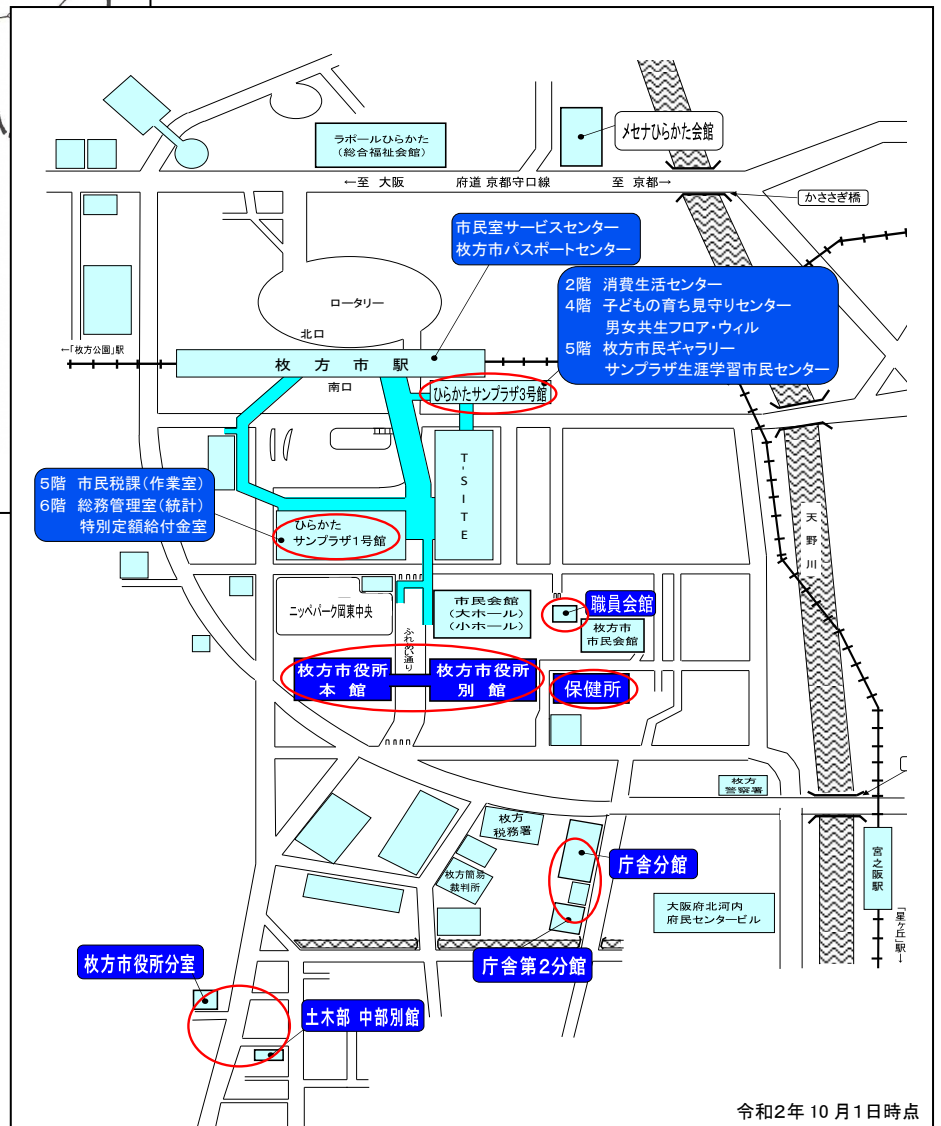 ラポールひらかた
(総合福祉会館)
メセナひらかた会館
←至 大阪
府道 京都守口線
至 京都→
かささぎ橋
市民室サービスセンター
枚方市パスポートセンター
2階 消費生活センター
4階 子どもの育ち見守りセンター
男女共生フロア・ウィル
5階 枚方市民ギャラリー
サンプラザ生涯学習市民センター
ロータリー
北口
←「枚方公園」駅
枚方市駅
南口
ひらかたサンプラザ3号館
T-SITE
5階 市民税課(作業室)
6階 総務管理室(統計)
特別定額給付金室
ひらかた
サンプラザ1号館
天野川
ニッペパーク岡東中央
ふれあい通り
市民会館
(大ホール)
(小ホール)
職員会館
枚方市
市民会館
枚方市役所
本館
枚方市役所
別館
保健所
枚方
警察署
枚方
税務署
枚方簡易
裁判所
庁舎分館
宮之阪駅
大阪府北河内
府民センタービル
「星ケ丘」駅→
枚方市役所分室
庁舎第2分館
土木部 中部別館
令和2年10月1日時点